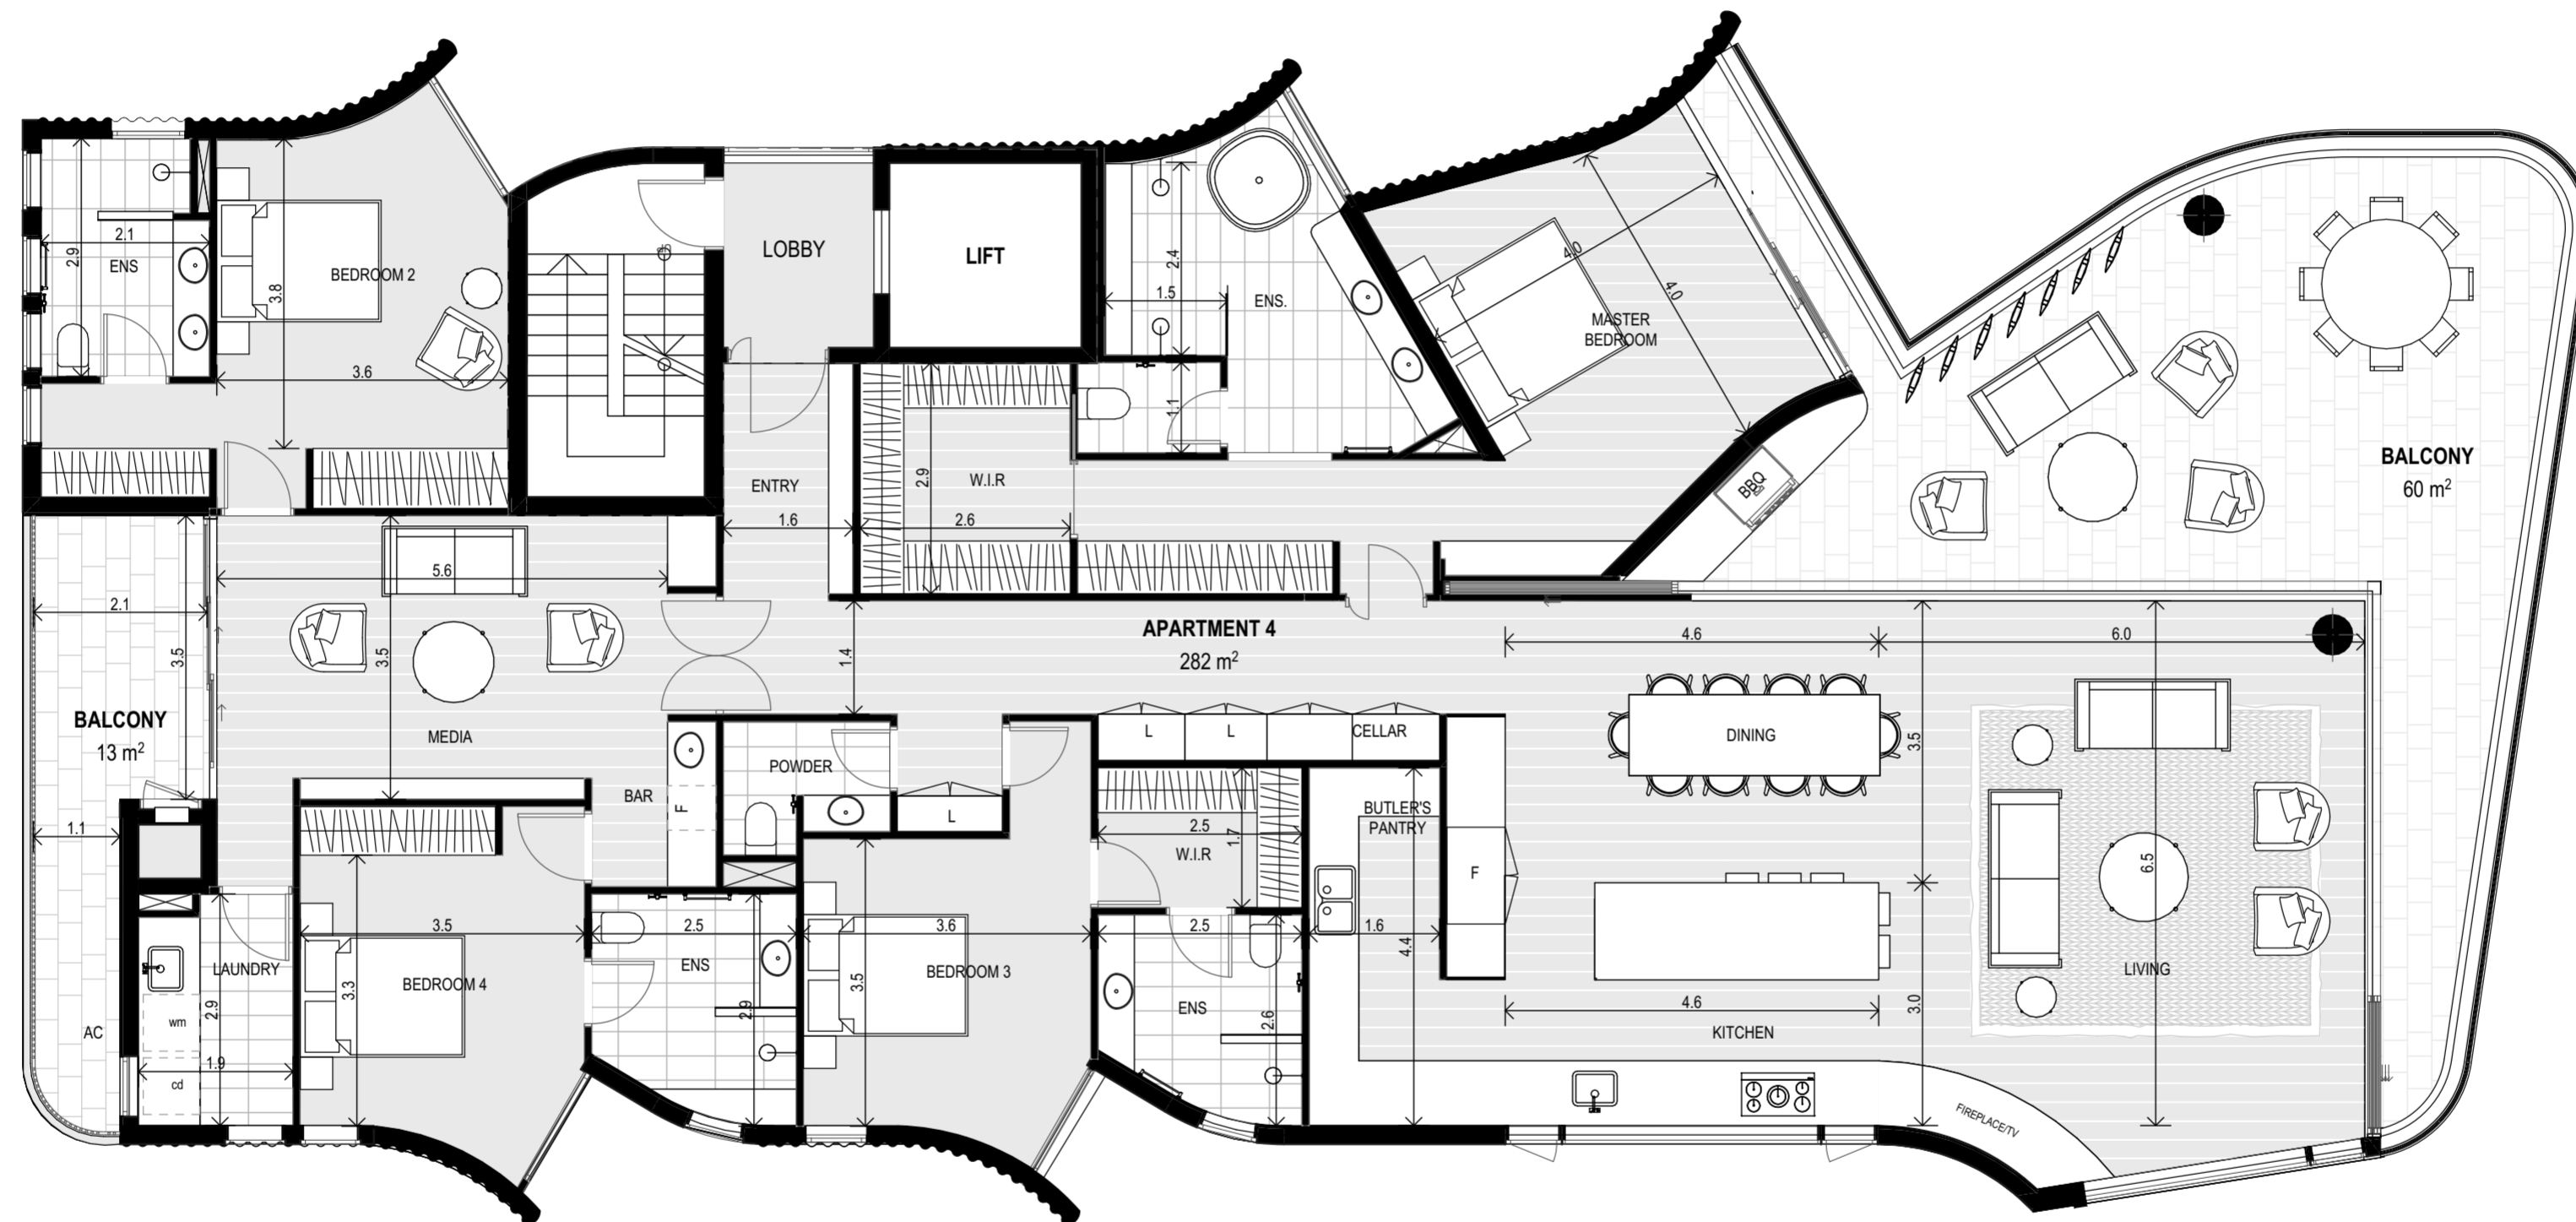 LOBBY
LIFT
2.1
2.9
ENS
3.8
BEDROOM 2
3.6
2.4
1.5
ENS.
1.1
4.0
4.0
MASTER
BEDROOM
BBQ
BALCONY
60 m²
ENTRY
1.6
2.9
W.I.R
2.6
5.6
2.1
3.5
3.5
1.4
APARTMENT 4
282 m²
4.6
6.0
BALCONY
13 m²
MEDIA
POWDER
L
L
CELLAR
DINING
3.5
BAR
F
L
1.1
2.5
1.7
W.I.R
BUTLER'S
PANTRY
F
6.5
3.5
2.5
3.6
2.5
1.6
4.4
LAUNDRY
2.9
BEDROOM 4
3.3
ENS
2.9
BEDROOM 3
3.5
ENS
2.6
LIVING
4.6
3.0
KITCHEN
AC
wm
1.9
cd
FIREPLACE/TV